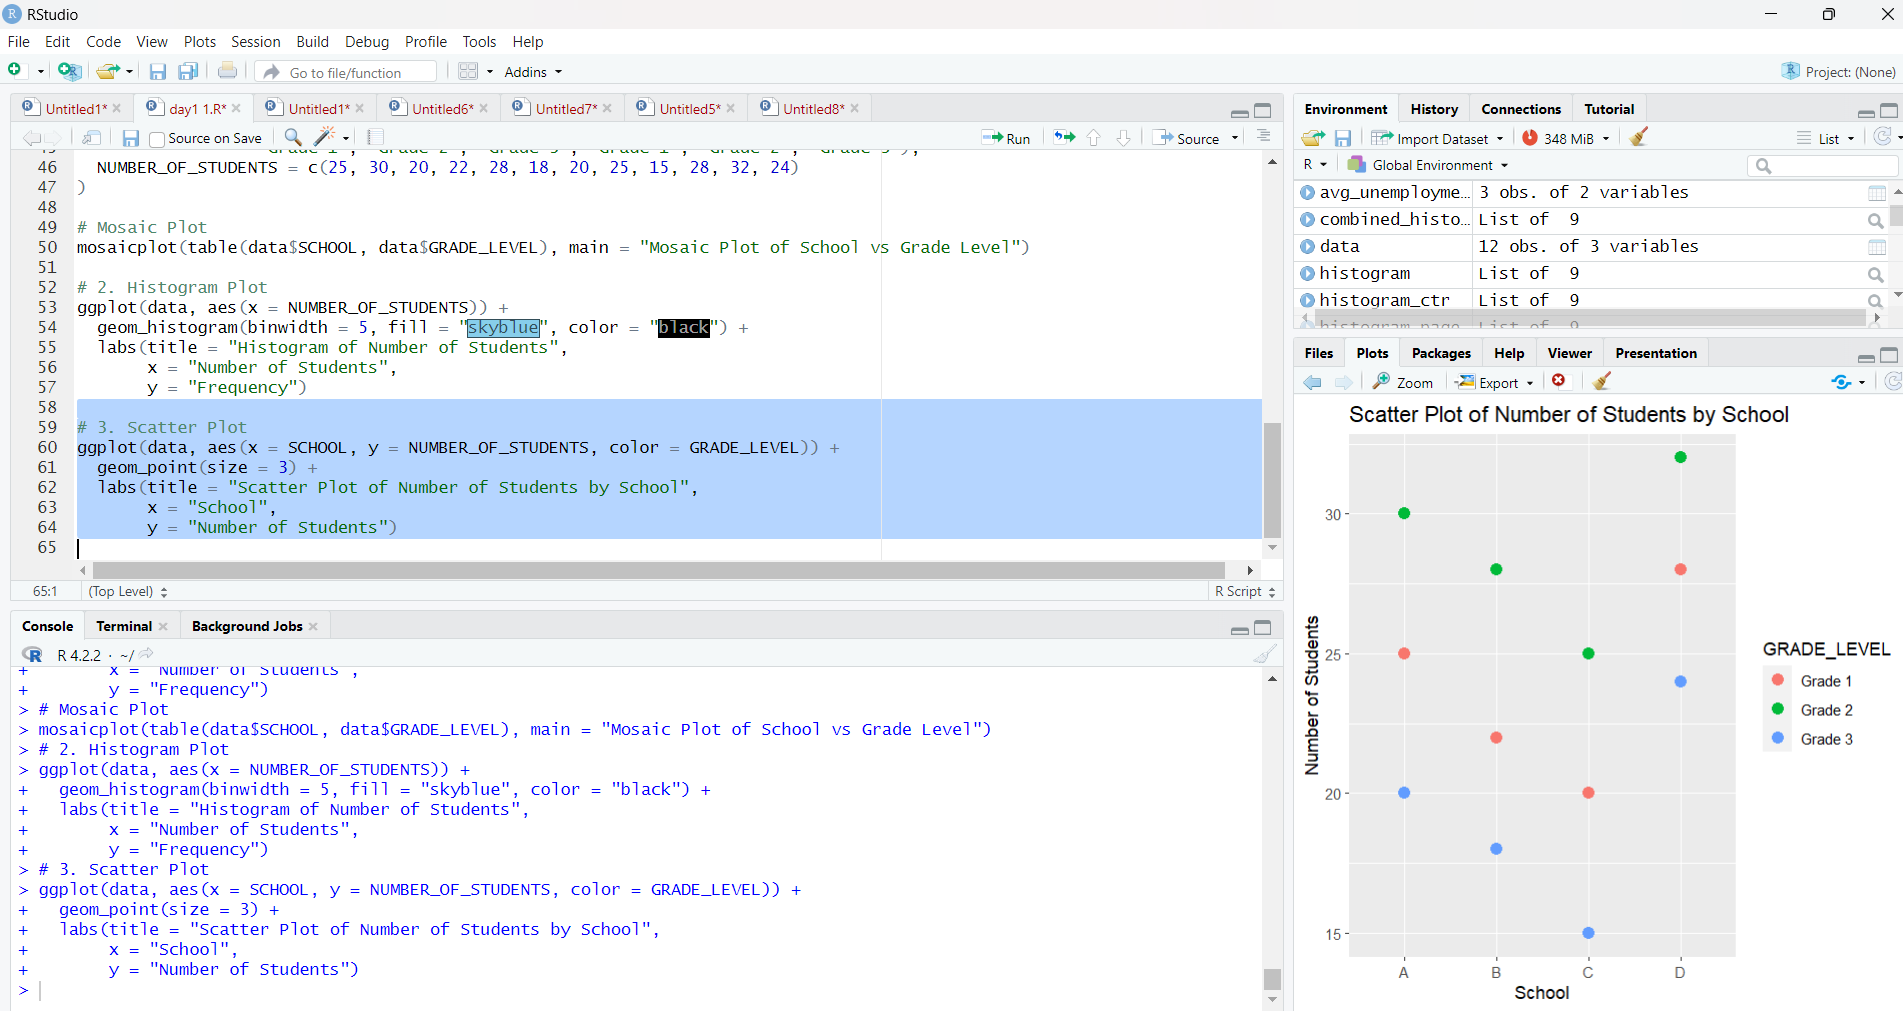 RStudio
File Edit Code View Plots Session Build Debug Profile Tools Help
Go to file/function Addins Project: (None)
Untitled1* day1 1.R* Untitled1* Untitled6* Untitled7* Untitled5* Untitled8*
Source on Save Run Source
46 NUMBER_OF_STUDENTS = c(25, 30, 20, 22, 28, 18, 20, 25, 15, 28, 32, 24)
47 )
48
49 # Mosaic Plot
50 mosaicplot(table(data$SCHOOL, data$GRADE_LEVEL), main = "Mosaic Plot of School vs Grade Level")
51
52 # 2. Histogram Plot
53 ggplot(data, aes(x = NUMBER_OF_STUDENTS)) +
54 geom_histogram(binwidth = 5, fill = "skyblue", color = "black") +
55 labs(title = "Histogram of Number of Students",
56 x = "Number of Students",
57 y = "Frequency")
58
59 # 3. Scatter Plot
60 ggplot(data, aes(x = SCHOOL, y = NUMBER_OF_STUDENTS, color = GRADE_LEVEL)) +
61 geom_point(size = 3) +
62 labs(title = "Scatter Plot of Number of Students by School",
63 x = "School",
64 y = "Number of Students")
65
65:1 (Top Level) R Script
Console Terminal Background Jobs
R 4.2.2 · ~/
+ x = "Number of Students",
+ y = "Frequency")
> # Mosaic Plot
> mosaicplot(table(data$SCHOOL, data$GRADE_LEVEL), main = "Mosaic Plot of School vs Grade Level")
> # 2. Histogram Plot
> ggplot(data, aes(x = NUMBER_OF_STUDENTS)) +
+ geom_histogram(binwidth = 5, fill = "skyblue", color = "black") +
+ labs(title = "Histogram of Number of Students",
+ x = "Number of Students",
+ y = "Frequency")
> # 3. Scatter Plot
> ggplot(data, aes(x = SCHOOL, y = NUMBER_OF_STUDENTS, color = GRADE_LEVEL)) +
+ geom_point(size = 3) +
+ labs(title = "Scatter Plot of Number of Students by School",
+ x = "School",
+ y = "Number of Students")
>
Environment History Connections Tutorial
Import Dataset 348 MiB List
R Global Environment
avg_unemployme... 3 obs. of 2 variables
combined_histo... List of 9
data 12 obs. of 3 variables
histogram List of 9
histogram_ctr List of 9
Files Plots Packages Help Viewer Presentation
Zoom Export
Scatter Plot of Number of Students by School
Number of Students
30
25
20
15
A B C D
School
GRADE_LEVEL
Grade 1
Grade 2
Grade 3